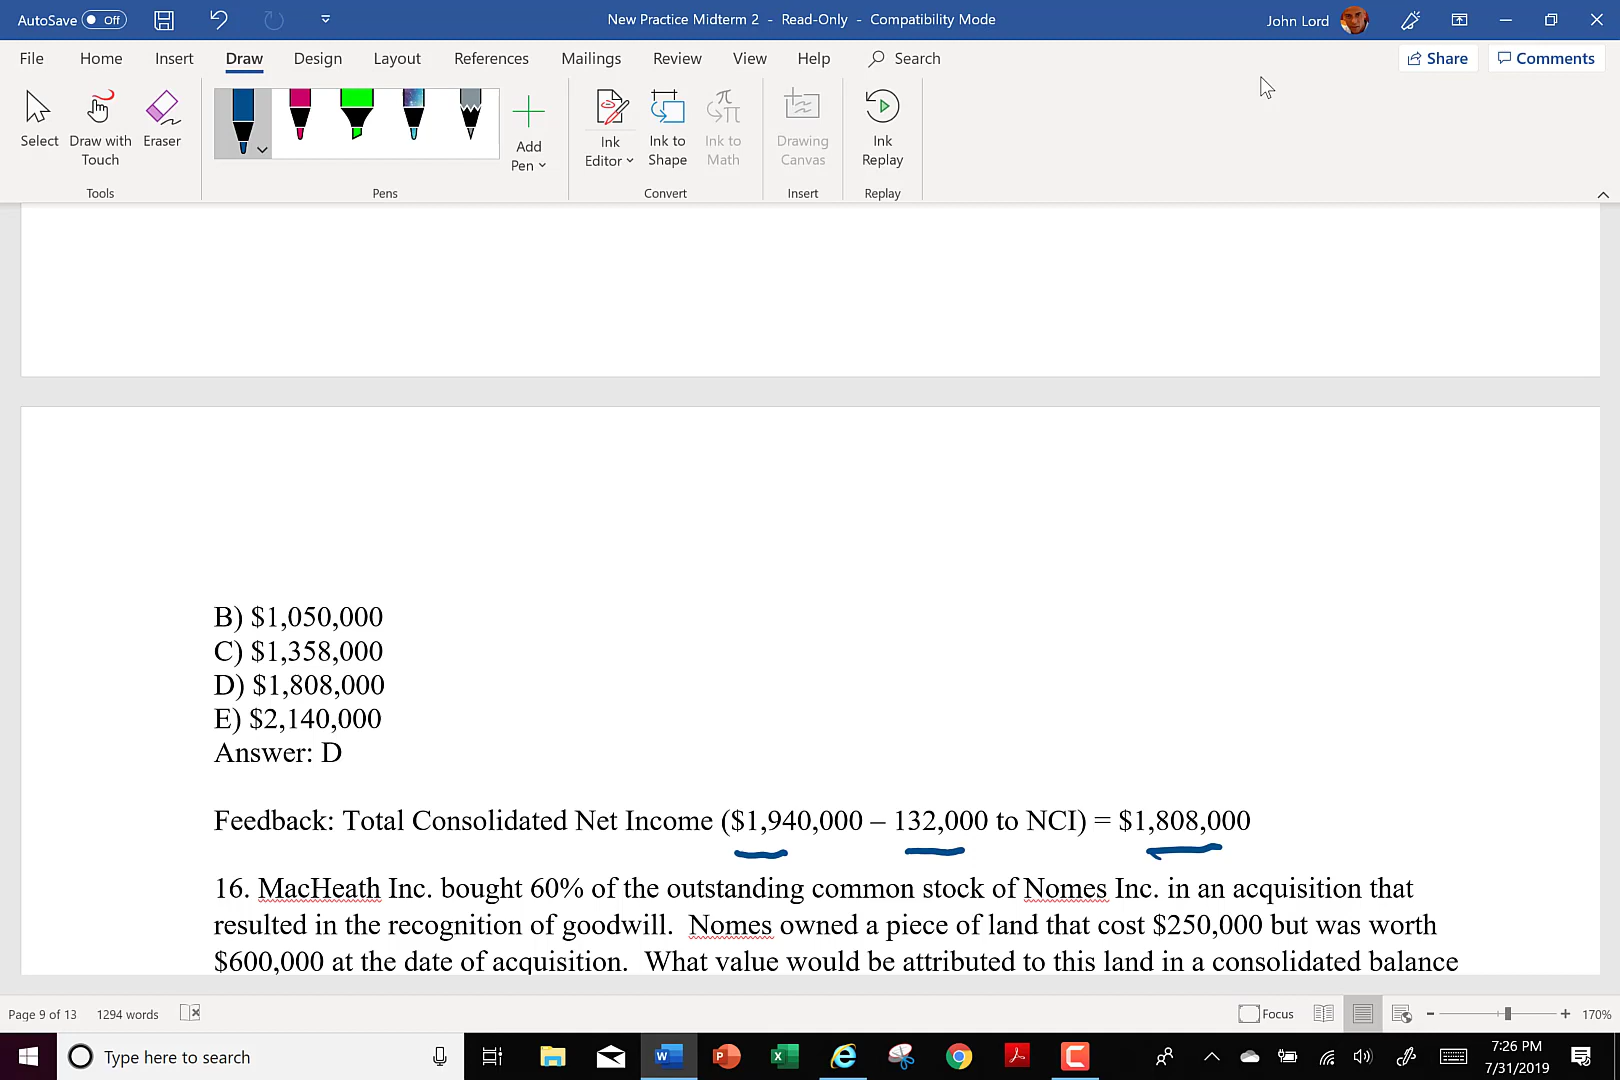 AutoSave Off
New Practice Midterm 2 - Read-Only - Compatibility Mode
John Lord
File Home Insert Draw Design Layout References Mailings Review View Help Search
Share Comments
Select
Draw with Touch
Eraser
Add Pen
Ink Editor
Ink to Shape
Ink to Math
Drawing Canvas
Ink Replay
Tools Pens Convert Insert Replay
B) $1,050,000
C) $1,358,000
D) $1,808,000
E) $2,140,000
Answer: D
Feedback: Total Consolidated Net Income ($1,940,000 – 132,000 to NCI) = $1,808,000
16. MacHeath Inc. bought 60% of the outstanding common stock of Nomes Inc. in an acquisition that
resulted in the recognition of goodwill.  Nomes owned a piece of land that cost $250,000 but was worth
$600,000 at the date of acquisition.  What value would be attributed to this land in a consolidated balance
Page 9 of 13 1294 words Focus 170%
Type here to search
7:26 PM
7/31/2019